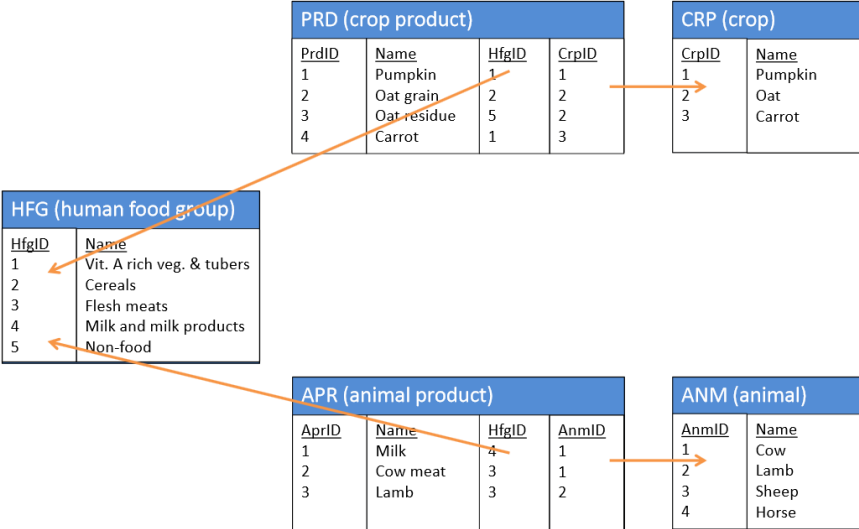 PRD (crop product)
PrdID Name HfgID CrpID
1 Pumpkin 1 1
2 Oat grain 2 2
3 Oat residue 5 2
4 Carrot 1 3
CRP (crop)
CrpID Name
1 Pumpkin
2 Oat
3 Carrot
HFG (human food group)
HfgID Name
1 Vit. A rich veg. & tubers
2 Cereals
3 Flesh meats
4 Milk and milk products
5 Non-food
APR (animal product)
AprID Name HfgID AnmID
1 Milk 4 1
2 Cow meat 3 1
3 Lamb 3 2
ANM (animal)
AnmID Name
1 Cow
2 Lamb
3 Sheep
4 Horse